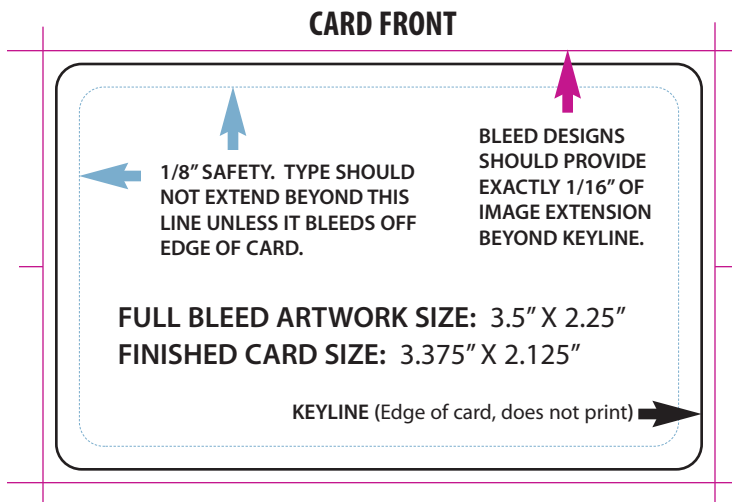 CARD FRONT
1/8” SAFETY. TYPE SHOULD
NOT EXTEND BEYOND THIS
LINE UNLESS IT BLEEDS OFF
EDGE OF CARD.
BLEED DESIGNS
SHOULD PROVIDE
EXACTLY 1/16” OF
IMAGE EXTENSION
BEYOND KEYLINE.
FULL BLEED ARTWORK SIZE: 3.5” X 2.25”
FINISHED CARD SIZE: 3.375” X 2.125”
KEYLINE (Edge of card, does not print)